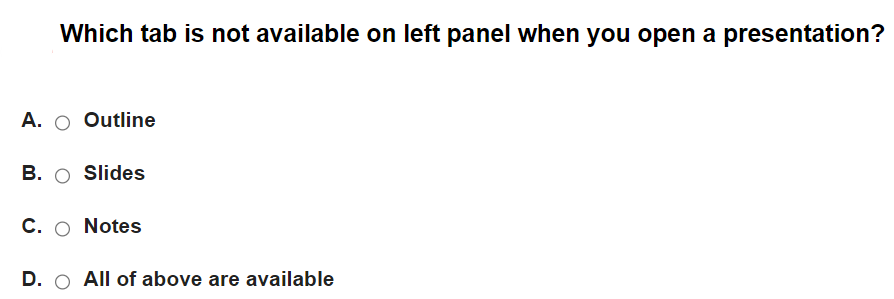 Which tab is not available on left panel when you open a presentation?
A. Outline
B. Slides
C. Notes
D. All of above are available